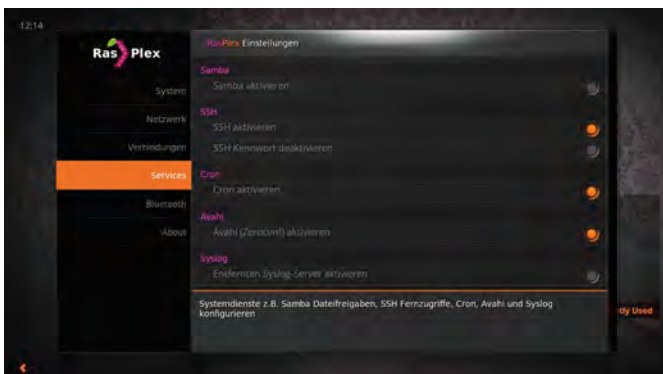 12:14
Ras Plex
RasPlex Einstellungen
Samba
Samba aktivieren
System
SSH
Netzwerk
SSH aktivieren
Verbindungen
SSH Kennwort deaktivieren
Services
Cron
Cron aktivieren
Bluetooth
Avahi
About
Avahi (Zeroconf) aktivieren
Syslog
Entfernten Syslog-Server aktivieren
Systemdienste z.B. Samba Dateifreigaben, SSH Fernzugriffe, Cron, Avahi und Syslog
konfigurieren
tly Used